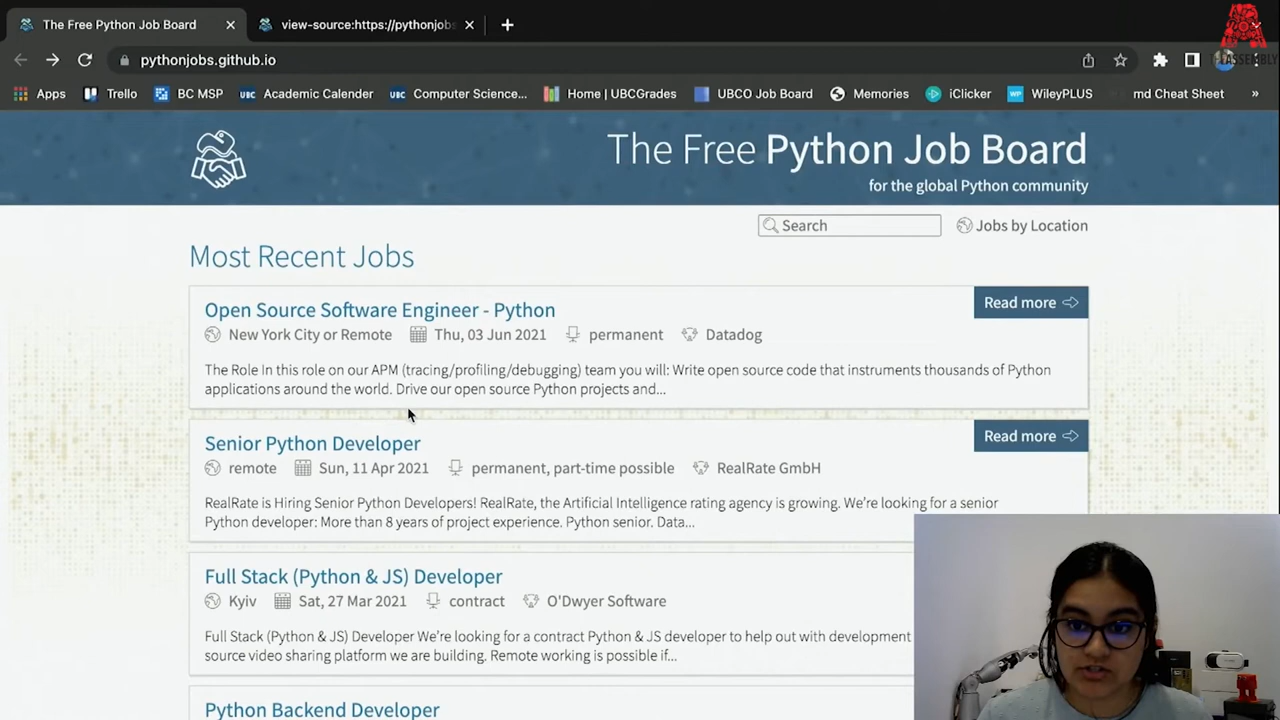 The Free Python Job Board
view-source:https://pythonjobs
pythonjobs.github.io
Apps Trello BC MSP UBC Academic Calender UBC Computer Science... Home | UBCGrades UBCO Job Board Memories iClicker WP WileyPLUS md Cheat Sheet »
The Free Python Job Board
for the global Python community
Search Jobs by Location
Most Recent Jobs
Open Source Software Engineer - Python Read more
New York City or Remote Thu, 03 Jun 2021 permanent Datadog
The Role In this role on our APM (tracing/profiling/debugging) team you will: Write open source code that instruments thousands of Python
applications around the world. Drive our open source Python projects and...
Senior Python Developer Read more
remote Sun, 11 Apr 2021 permanent, part-time possible RealRate GmbH
RealRate is Hiring Senior Python Developers! RealRate, the Artificial Intelligence rating agency is growing. We're looking for a senior
Python developer: More than 8 years of project experience. Python senior. Data...
Full Stack (Python & JS) Developer
Kyiv Sat, 27 Mar 2021 contract O'Dwyer Software
Full Stack (Python & JS) Developer We're looking for a contract Python & JS developer to help out with development
source video sharing platform we are building. Remote working is possible if...
Python Backend Developer